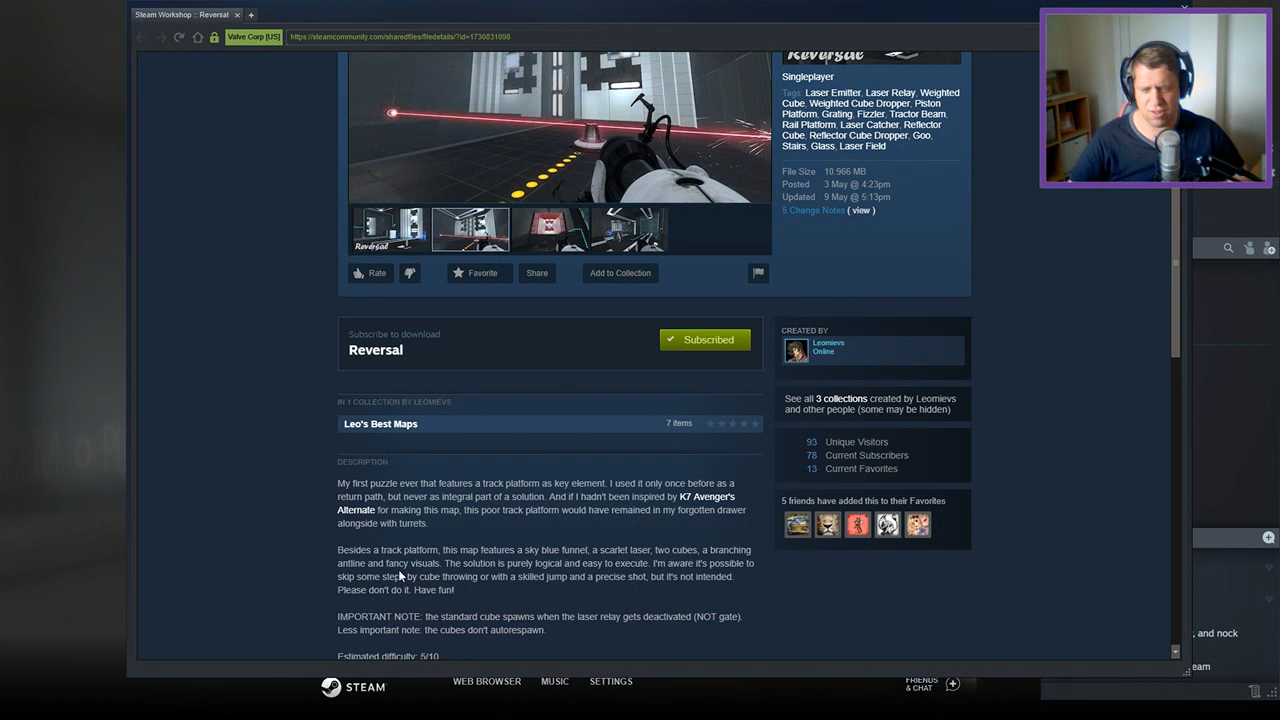 Steam Workshop :: Reversal
Valve Corp [US]
https://steamcommunity.com/sharedfiles/filedetails/?id=1730831098
Reversal
Singleplayer
Tags: Laser Emitter, Laser Relay, Weighted
Cube, Weighted Cube Dropper, Piston
Platform, Grating, Fizzler, Tractor Beam,
Rail Platform, Laser Catcher, Reflector
Cube, Reflector Cube Dropper, Goo,
Stairs, Glass, Laser Field
File Size 10.966 MB
Posted 3 May @ 4:23pm
Updated 9 May @ 5:13pm
5 Change Notes ( view )
Reversal
Rate
Favorite
Share
Add to Collection
Subscribe to download
Reversal
Subscribed
CREATED BY
Leomievs
Online
IN 1 COLLECTION BY LEOMIEVS
Leo's Best Maps
7 items
See all 3 collections created by Leomievs
and other people (some may be hidden)
93 Unique Visitors
78 Current Subscribers
13 Current Favorites
5 friends have added this to their Favorites
DESCRIPTION
My first puzzle ever that features a track platform as key element. I used it only once before as a
return path, but never as integral part of a solution. And if I hadn't been inspired by K7 Avenger's
Alternate for making this map, this poor track platform would have remained in my forgotten drawer
alongside with turrets.
Besides a track platform, this map features a sky blue funnel, a scarlet laser, two cubes, a branching
antline and fancy visuals. The solution is purely logical and easy to execute. I'm aware it's possible to
skip some steps by cube throwing or with a skilled jump and a precise shot, but it's not intended.
Please don't do it. Have fun!
IMPORTANT NOTE: the standard cube spawns when the laser relay gets deactivated (NOT gate).
Less important note: the cubes don't autorespawn.
Estimated difficulty: 5/10
, and nock
eam
STEAM
WEB BROWSER
MUSIC
SETTINGS
FRIENDS
& CHAT